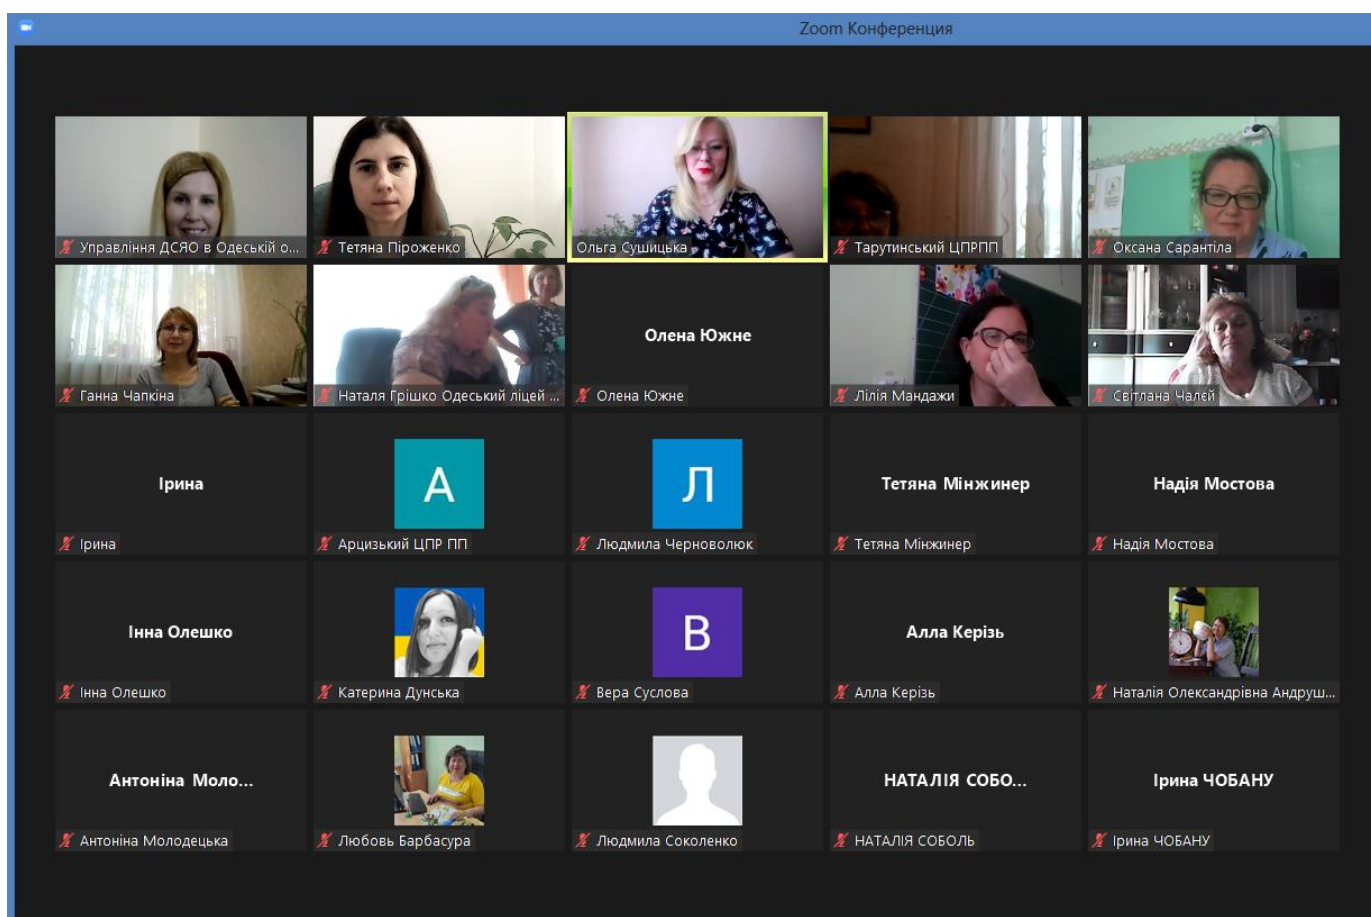 Zoom Конференция
Управління ДСЯО в Одеській о...
Тетяна Піроженко
Ольга Сушицька
Тарутинський ЦПРПП
Оксана Сарантіла
Ганна Чапкіна
Наталя Грішко Одеський ліцей ...
Олена Южне
Олена Южне
Лілія Мандажи
Світлана Чалєй
Ірина
Ірина
А
Арцизький ЦПР ПП
Л
Людмила Черноволюк
Тетяна Мінжинер
Тетяна Мінжинер
Надія Мостова
Надія Мостова
Інна Олешко
Інна Олешко
Катерина Дунська
В
Вера Суслова
Алла Керізь
Алла Керізь
Наталія Олександрівна Андруш...
Антоніна Моло...
Антоніна Молодецька
Любовь Барбасура
Людмила Соколенко
НАТАЛІЯ СОБО...
НАТАЛІЯ СОБОЛЬ
Ірина ЧОБАНУ
Ірина ЧОБАНУ